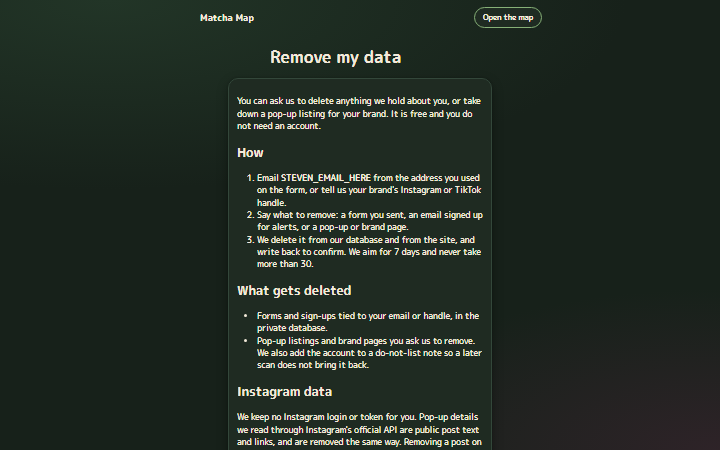 Matcha Map
Open the map
Remove my data
You can ask us to delete anything we hold about you, or take
down a pop-up listing for your brand. It is free and you do
not need an account.
How
1. Email STEVEN_EMAIL_HERE from the address you used
on the form, or tell us your brand's Instagram or TikTok
handle.
2. Say what to remove: a form you sent, an email signed up
for alerts, or a pop-up or brand page.
3. We delete it from our database and from the site, and
write back to confirm. We aim for 7 days and never take
more than 30.
What gets deleted
• Forms and sign-ups tied to your email or handle, in the
private database.
• Pop-up listings and brand pages you ask us to remove.
We also add the account to a do-not-list note so a later
scan does not bring it back.
Instagram data
We keep no Instagram login or token for you. Pop-up details
we read through Instagram's official API are public post text
and links, and are removed the same way. Removing a post on